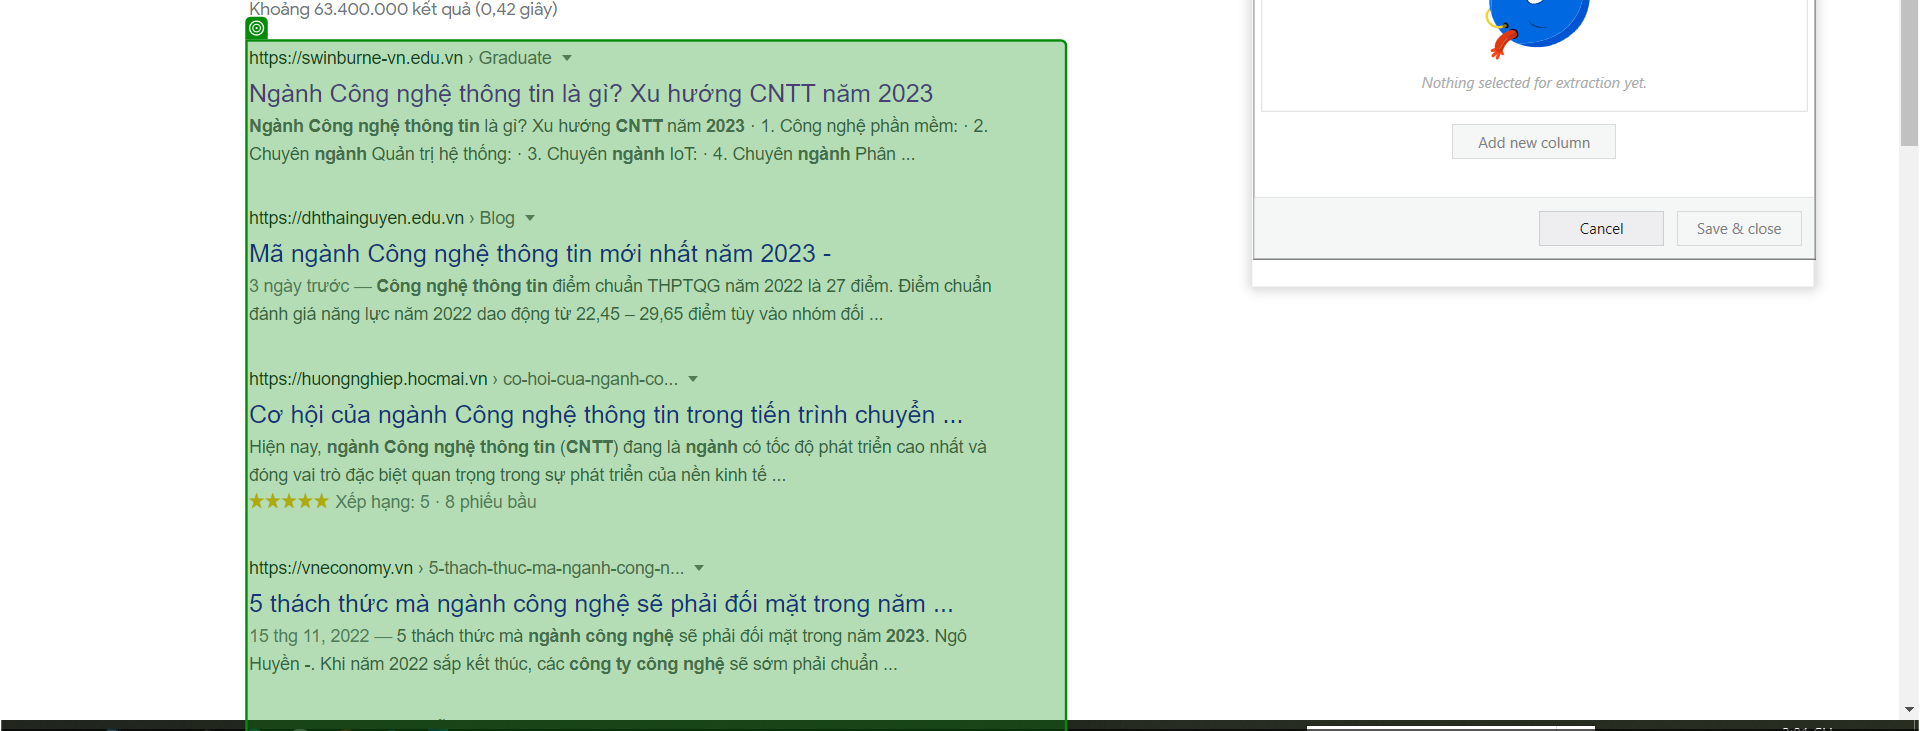 Khoảng 63.400.000 kết quả (0,42 giây)
https://swinburne-vn.edu.vn › Graduate
Ngành Công nghệ thông tin là gì? Xu hướng CNTT năm 2023
Ngành Công nghệ thông tin là gì? Xu hướng CNTT năm 2023 · 1. Công nghệ phần mềm: · 2.
Chuyên ngành Quản trị hệ thống: · 3. Chuyên ngành IoT: · 4. Chuyên ngành Phân ...
https://dhthainguyen.edu.vn › Blog
Mã ngành Công nghệ thông tin mới nhất năm 2023 -
3 ngày trước — Công nghệ thông tin điểm chuẩn THPTQG năm 2022 là 27 điểm. Điểm chuẩn
đánh giá năng lực năm 2022 dao động từ 22,45 – 29,65 điểm tùy vào nhóm đối ...
https://huongnghiep.hocmai.vn › co-hoi-cua-nganh-co...
Cơ hội của ngành Công nghệ thông tin trong tiến trình chuyển ...
Hiện nay, ngành Công nghệ thông tin (CNTT) đang là ngành có tốc độ phát triển cao nhất và
đóng vai trò đặc biệt quan trọng trong sự phát triển của nền kinh tế ...
★★★★★ Xếp hạng: 5 · 8 phiếu bầu
https://vneconomy.vn › 5-thach-thuc-ma-nganh-cong-n...
5 thách thức mà ngành công nghệ sẽ phải đối mặt trong năm ...
15 thg 11, 2022 — 5 thách thức mà ngành công nghệ sẽ phải đối mặt trong năm 2023. Ngô
Huyền -. Khi năm 2022 sắp kết thúc, các công ty công nghệ sẽ sớm phải chuẩn ...
Nothing selected for extraction yet.
Add new column
Cancel
Save & close